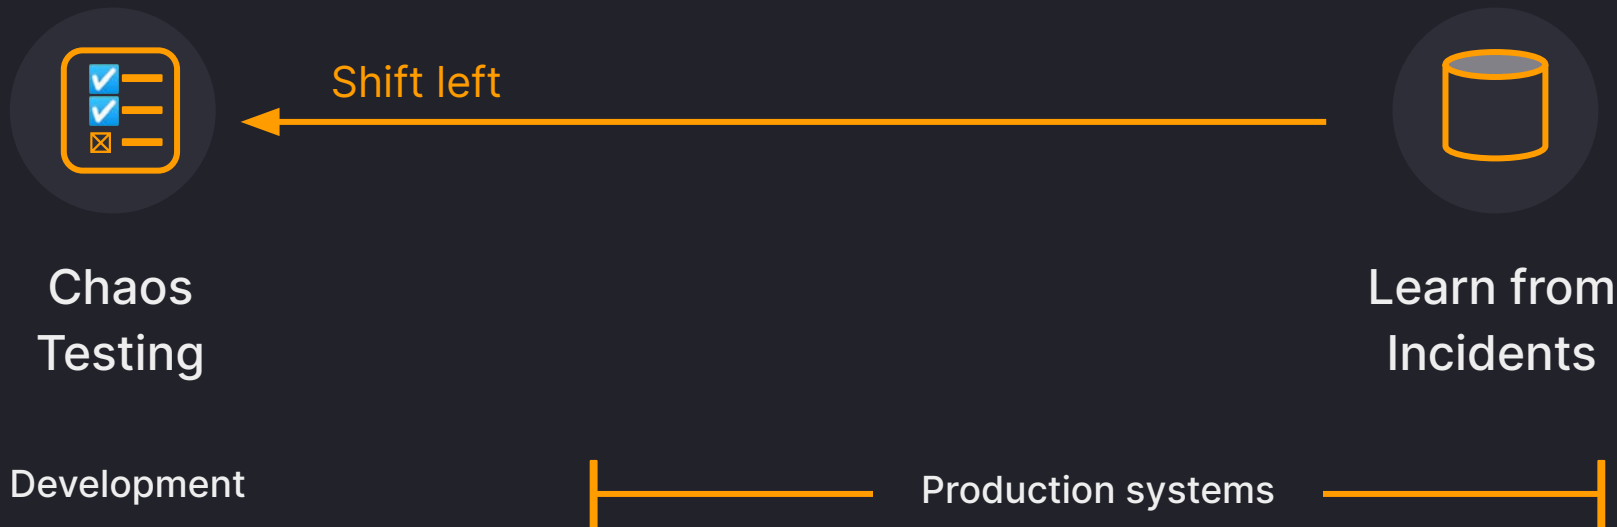 Shift left
Chaos
Testing
Learn from
Incidents
Development
Production systems